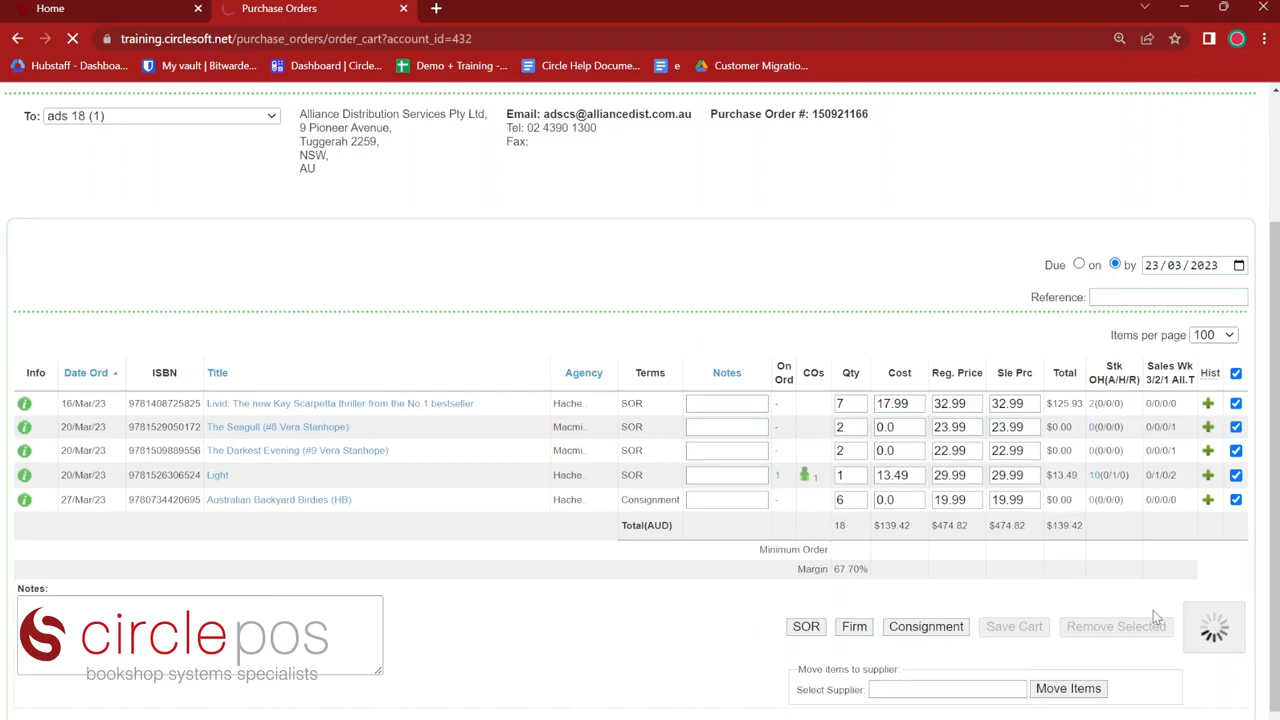 Home
Purchase Orders
training.circlesoft.net/purchase_orders/order_cart?account_id=432
Hubstaff - Dashboa... My vault | Bitwarde... Dashboard | Circle... Demo + Training -... Circle Help Docume... e Customer Migratio...
To: ads 18 (1)
Alliance Distribution Services Pty Ltd,
9 Pioneer Avenue,
Tuggerah 2259,
NSW,
AU
Email: adscs@alliancedist.com.au
Tel: 02 4390 1300
Fax:
Purchase Order #: 150921166
Due on by 23/03/2023
Reference:
Items per page 100
Info Date Ord ISBN Title Agency Terms Notes On Ord COs Qty Cost Reg. Price Sle Prc Total Stk OH(A/H/R) Sales Wk 3/2/1 All.T Hist
16/Mar/23 9781408725825 Livid: The new Kay Scarpetta thriller from the No.1 bestseller Hache.. SOR - 7 17.99 32.99 32.99 $125.93 2(0/0/0) 0/0/0/0
20/Mar/23 9781529050172 The Seagull (#8 Vera Stanhope) Macmi.. SOR - 2 0.0 23.99 23.99 $0.00 0(0/0/0) 0/0/0/1
20/Mar/23 9781509889556 The Darkest Evening (#9 Vera Stanhope) Macmi.. SOR - 2 0.0 22.99 22.99 $0.00 0(0/0/0) 0/0/0/1
20/Mar/23 9781526306524 Light Hache.. SOR 1 1 1 13.49 29.99 29.99 $13.49 10(0/1/0) 0/1/0/2
27/Mar/23 9780734420695 Australian Backyard Birdies (HB) Hache.. Consignment - 6 0.0 19.99 19.99 $0.00 0(0/0/0) 0/0/0/0
Total(AUD) 18 $139.42 $474.82 $474.82 $139.42
Minimum Order
Margin 67.70%
Notes:
circlepos
bookshop systems specialists
SOR Firm Consignment Save Cart Remove Selected
Move items to supplier:
Select Supplier: Move Items